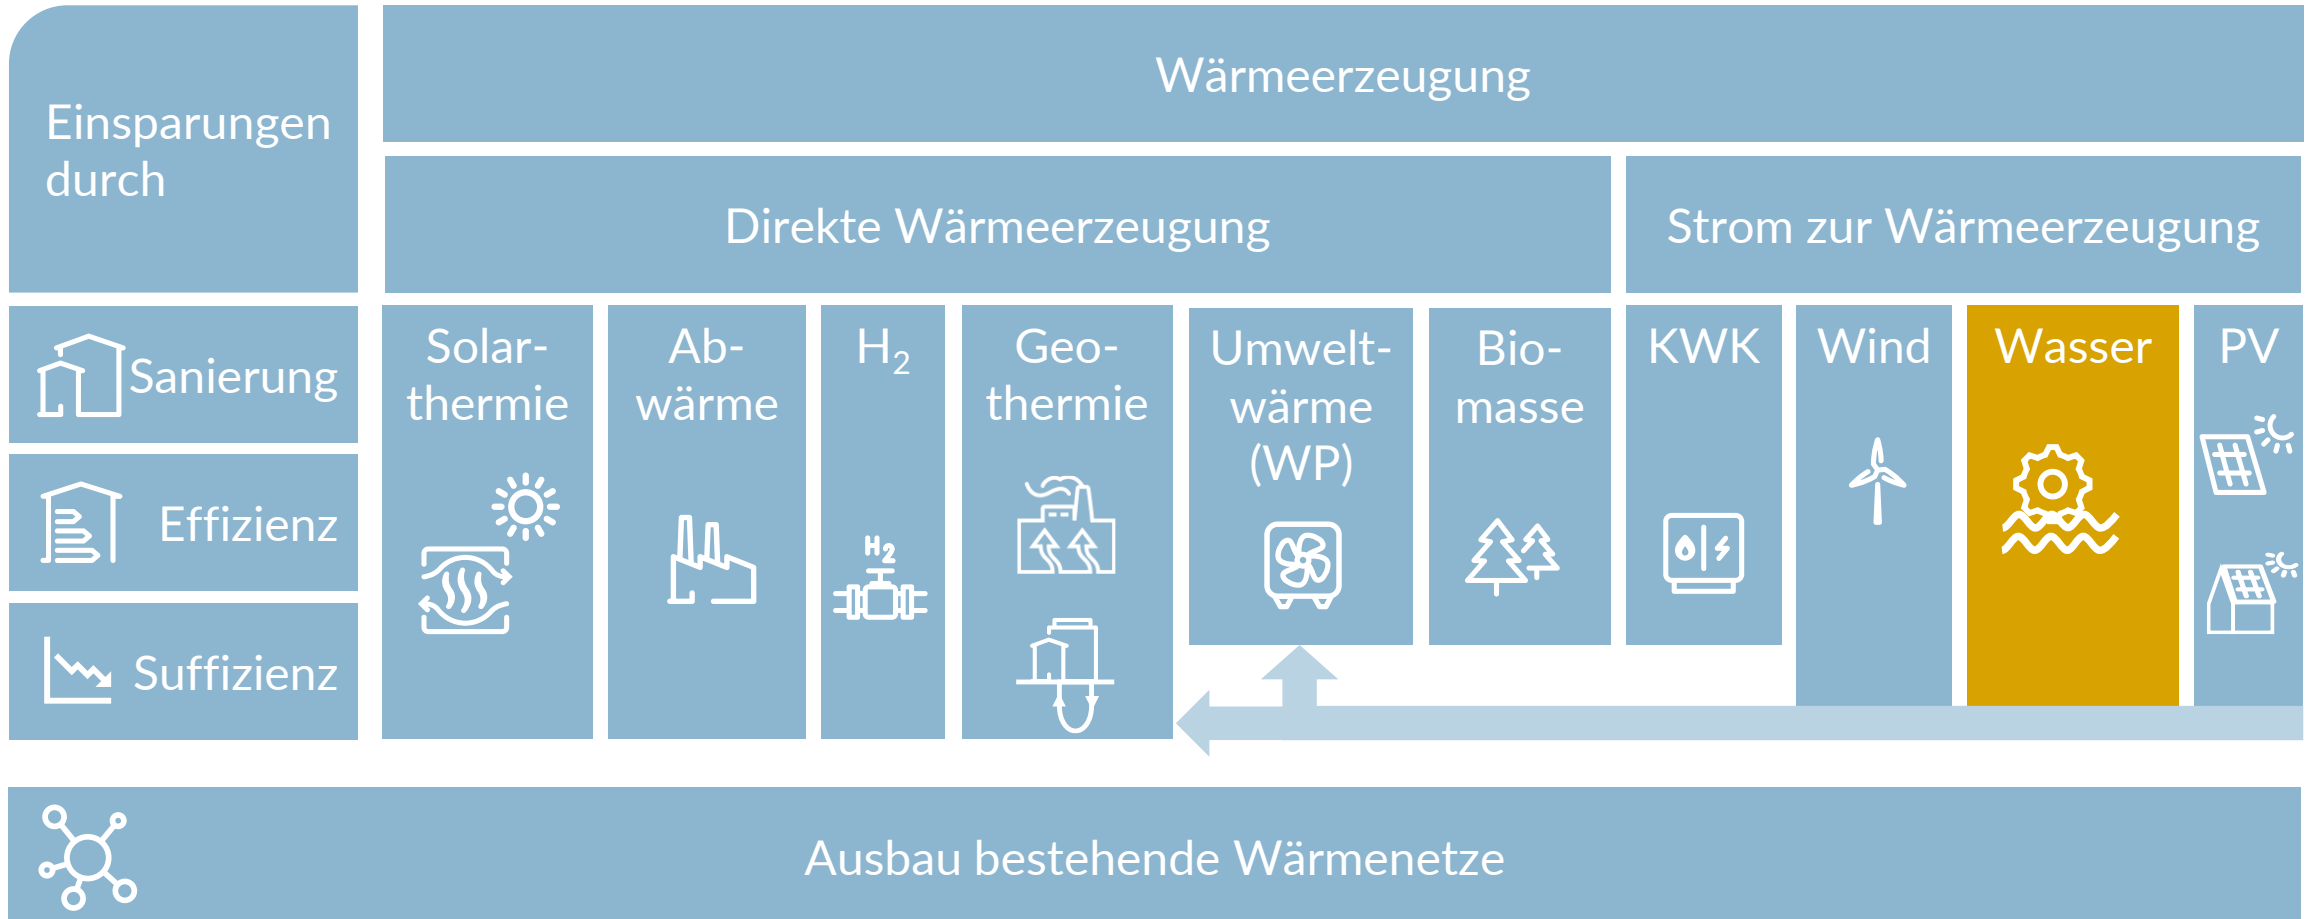 Einsparungen
durch
Sanierung
Effizienz
Suffizienz
Wärmeerzeugung
Direkte Wärmeerzeugung
Strom zur Wärmeerzeugung
Solar-
thermie
Ab-
wärme
H₂
H2
Geo-
thermie
Umwelt-
wärme
(WP)
Bio-
masse
KWK
Wind
Wasser
PV
Ausbau bestehende Wärmenetze